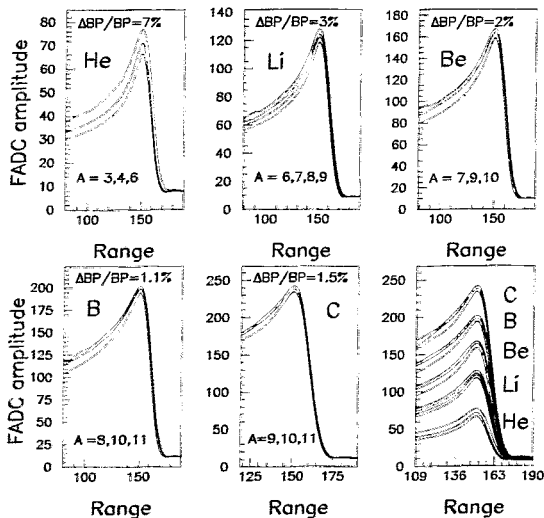 ΔBP/BP=7%
He
A = 3,4,6
80
70
60
50
40
30
20
10
0
100
150
FADC amplitude
Range
ΔBP/BP=3%
Li
A = 6,7,8,9
160
140
120
100
80
60
40
20
0
100
150
Range
ΔBP/BP=2%
Be
A = 7,9,10
180
160
140
120
100
80
60
40
20
0
100
150
Range
ΔBP/BP=1.1%
B
A=8,10,11
200
175
150
125
100
75
50
25
0
100
150
FADC amplitude
Range
ΔBP/BP=1.5%
C
A=9,10,11
250
200
150
100
50
0
125
150
175
Range
C
B
Be
Li
He
250
200
150
100
50
0
109
136
163
190
Range